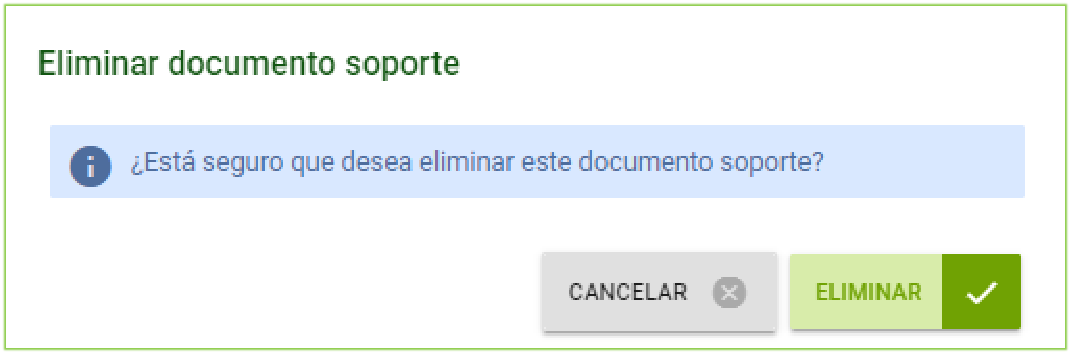 Eliminar documento soporte
¿Está seguro que desea eliminar este documento soporte?
CANCELAR
ELIMINAR